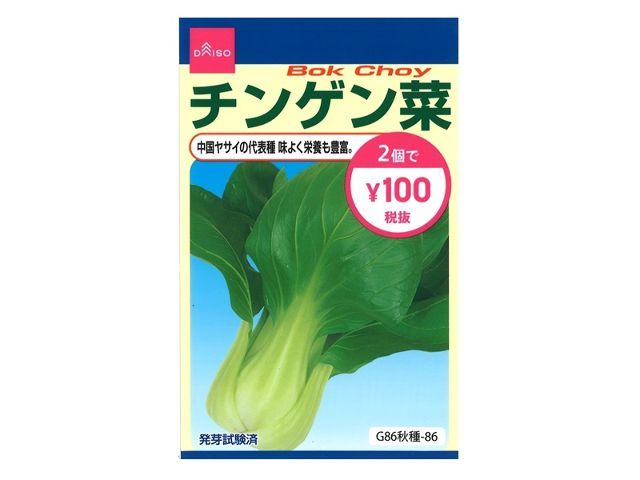 DAISO
Bok Choy
チンゲン菜
中国ヤサイの代表種 味よく栄養も豊富。
2個で
¥100
税抜
発芽試験済
G86秋種-86